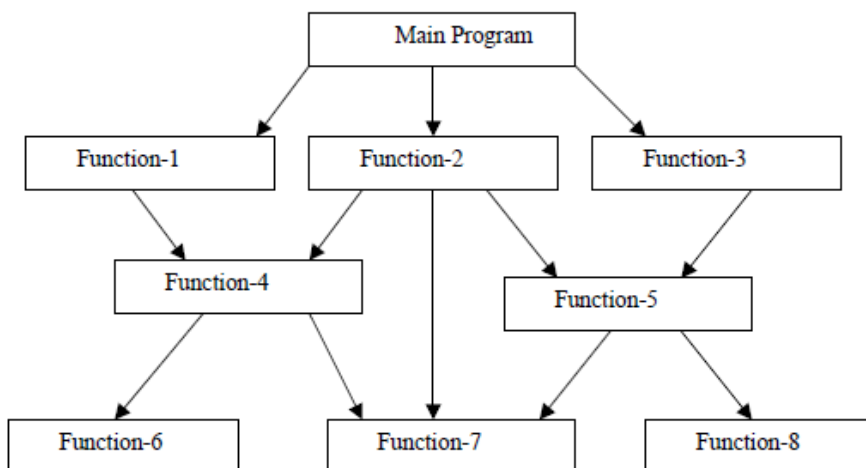 Main Program
Function-1
Function-2
Function-3
Function-4
Function-5
Function-6
Function-7
Function-8